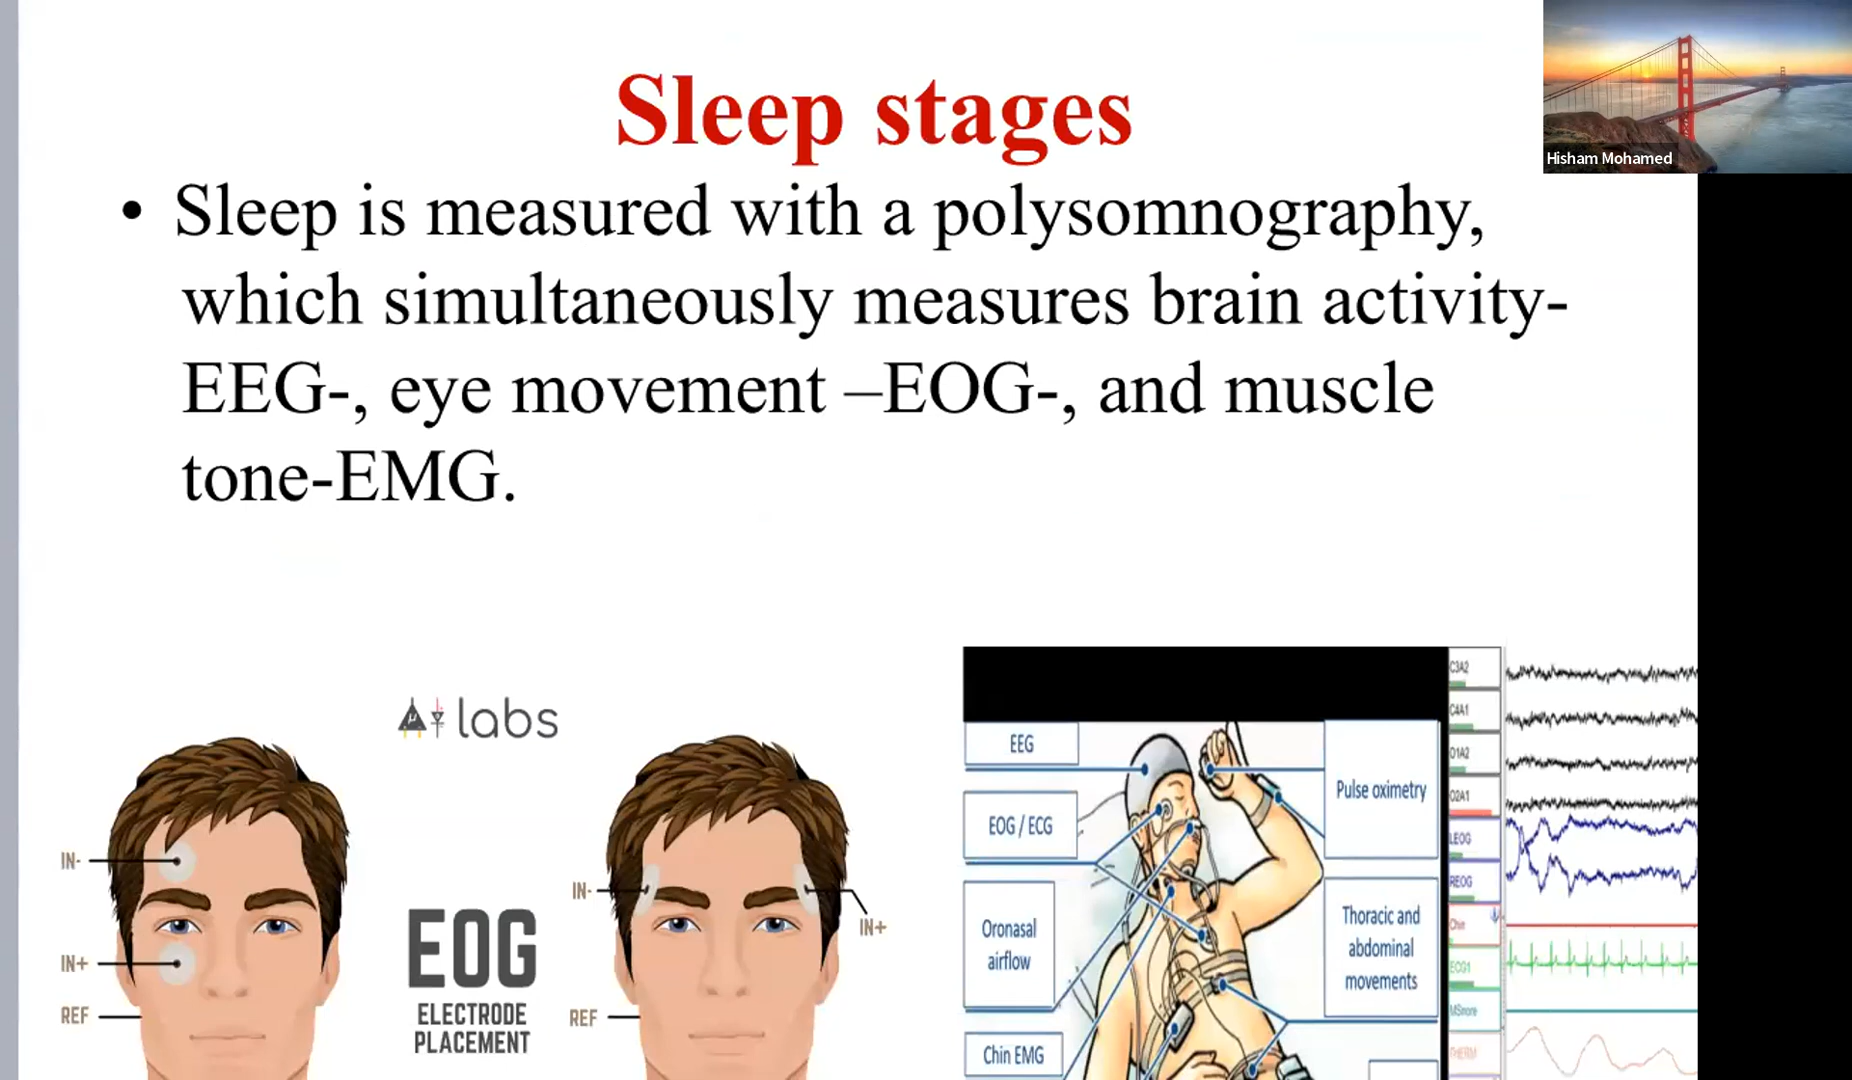 Sleep stages
Hisham Mohamed
• Sleep is measured with a polysomnography,
which simultaneously measures brain activity-
EEG-, eye movement –EOG-, and muscle
tone-EMG.
labs
IN-
IN+
REF
EOG
ELECTRODE
PLACEMENT
IN-
IN+
REF
EEG
EOG / ECG
Oronasal
airflow
Chin EMG
Pulse oximetry
Thoracic and
abdominal
movements
C3A2
C4A1
O1A2
O2A1
LEOG
REOG
Chin
ECG1
MSnore
THERM